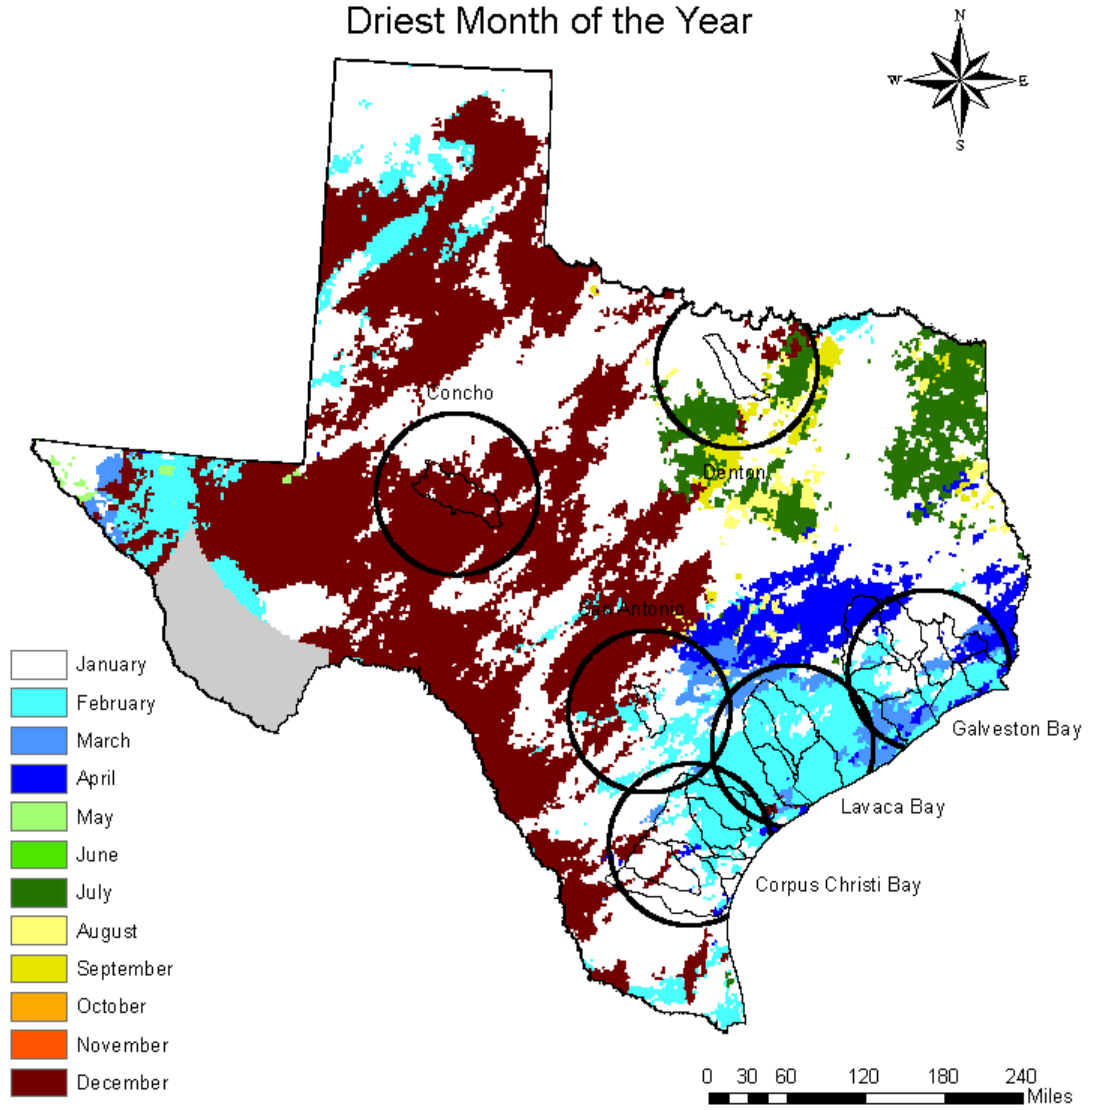 Driest Month of the Year
N
W E
S
Concho
Denton
San Antonio
Galveston Bay
Lavaca Bay
Corpus Christi Bay
January
February
March
April
May
June
July
August
September
October
November
December
0 30 60 120 180 240
Miles